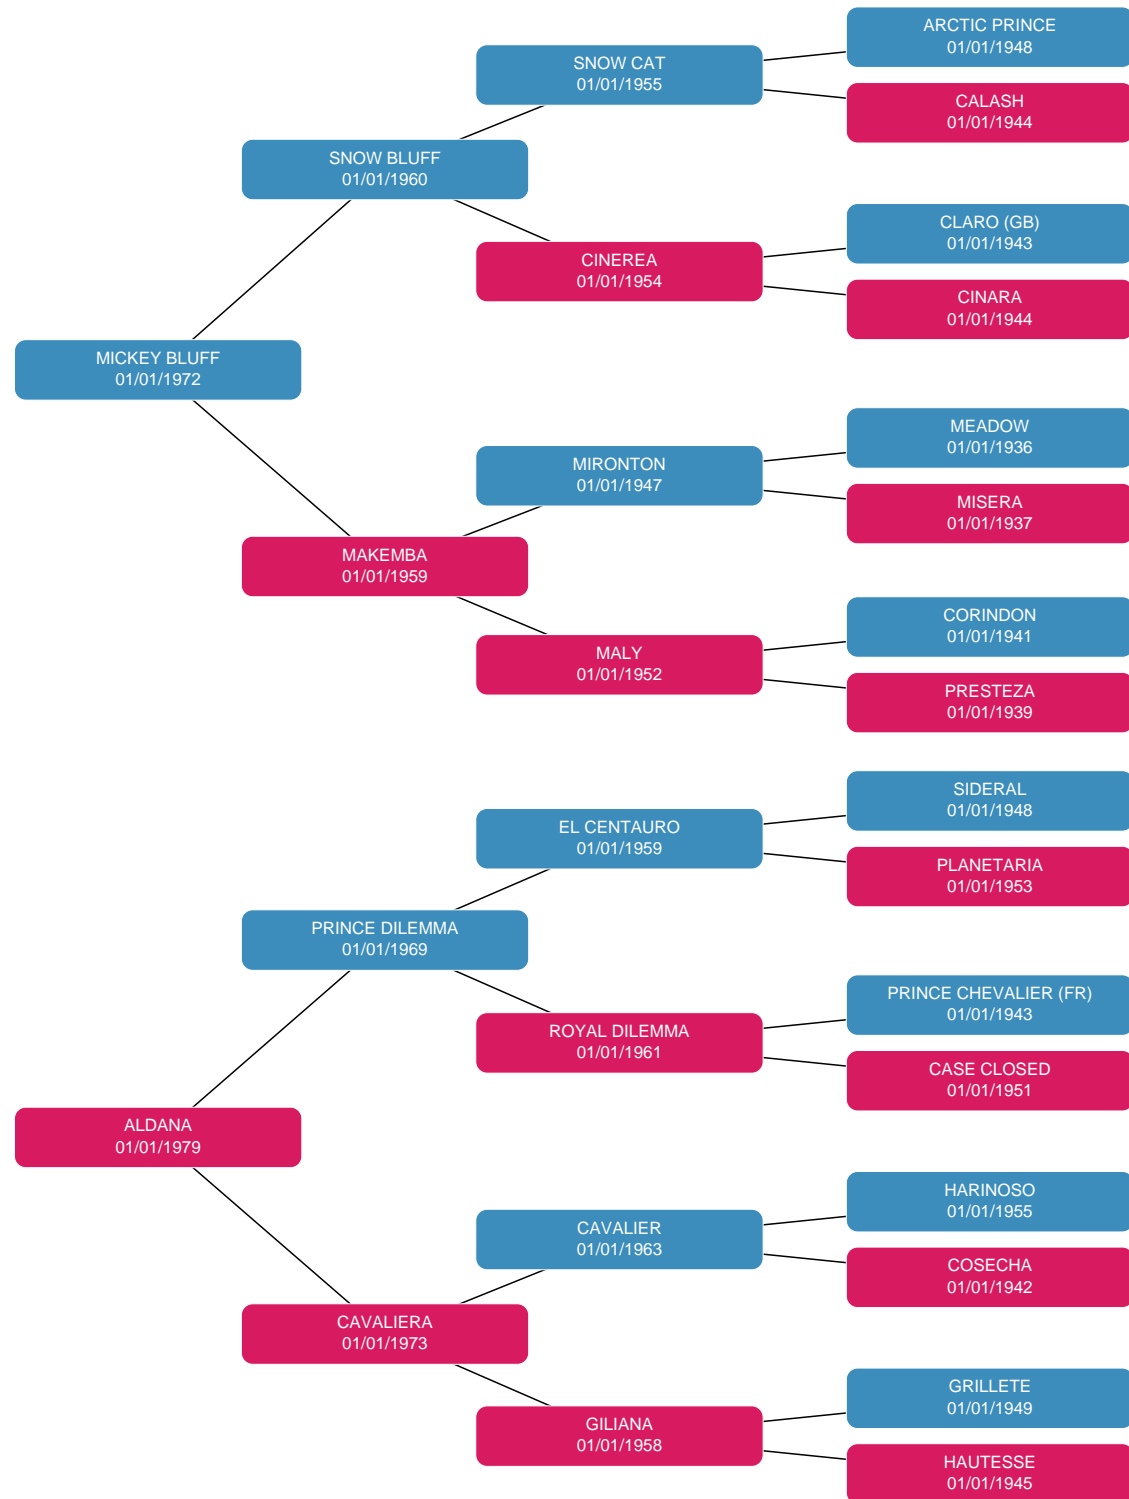 ARCTIC PRINCE
01/01/1948
SNOW CAT
01/01/1955
CALASH
01/01/1944
SNOW BLUFF
01/01/1960
CLARO (GB)
01/01/1943
CINEREA
01/01/1954
CINARA
01/01/1944
MICKEY BLUFF
01/01/1972
MEADOW
01/01/1936
MIRONTON
01/01/1947
MISERA
01/01/1937
MAKEMBA
01/01/1959
CORINDON
01/01/1941
MALY
01/01/1952
PRESTEZA
01/01/1939
SIDERAL
01/01/1948
EL CENTAURO
01/01/1959
PLANETARIA
01/01/1953
PRINCE DILEMMA
01/01/1969
PRINCE CHEVALIER (FR)
01/01/1943
ROYAL DILEMMA
01/01/1961
CASE CLOSED
01/01/1951
ALDANA
01/01/1979
HARINOSO
01/01/1955
CAVALIER
01/01/1963
COSECHA
01/01/1942
CAVALIERA
01/01/1973
GRILLETE
01/01/1949
GILIANA
01/01/1958
HAUTESSE
01/01/1945